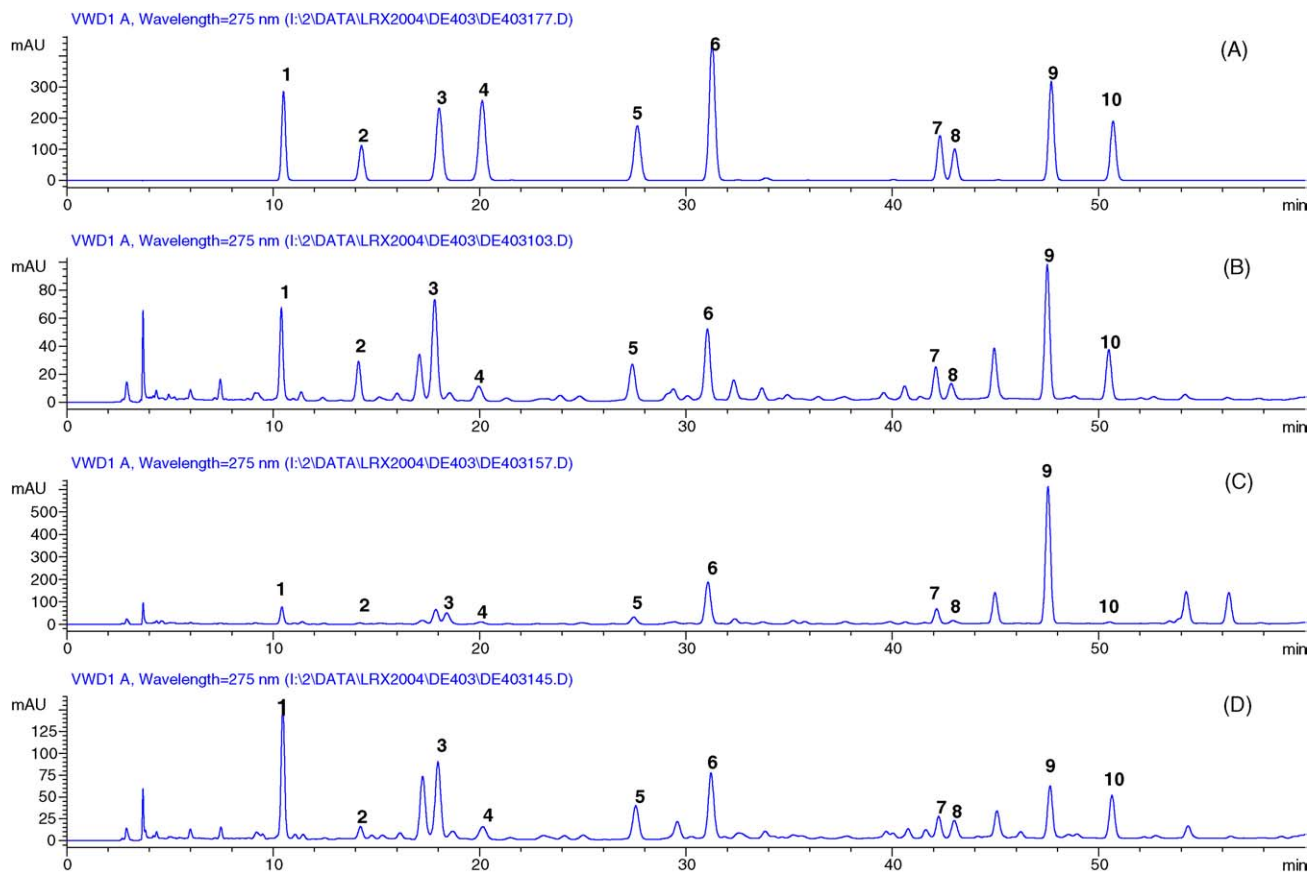 VWD1 A, Wavelength=275 nm (I:\2\DATA\LRX2004\DE403\DE403177.D)
mAU
(A)
1 2 3 4 5 6 7 8 9 10
300
200
100
0
0 10 20 30 40 50 min
VWD1 A, Wavelength=275 nm (I:\2\DATA\LRX2004\DE403\DE403103.D)
mAU
(B)
1 2 3 4 5 6 7 8 9 10
80
60
40
20
0
0 10 20 30 40 50 min
VWD1 A, Wavelength=275 nm (I:\2\DATA\LRX2004\DE403\DE403157.D)
mAU
(C)
1 2 3 4 5 6 7 8 9 10
500
400
300
200
100
0
0 10 20 30 40 50 min
VWD1 A, Wavelength=275 nm (I:\2\DATA\LRX2004\DE403\DE403145.D)
mAU
(D)
1 2 3 4 5 6 7 8 9 10
125
100
75
50
25
0
0 10 20 30 40 50 min